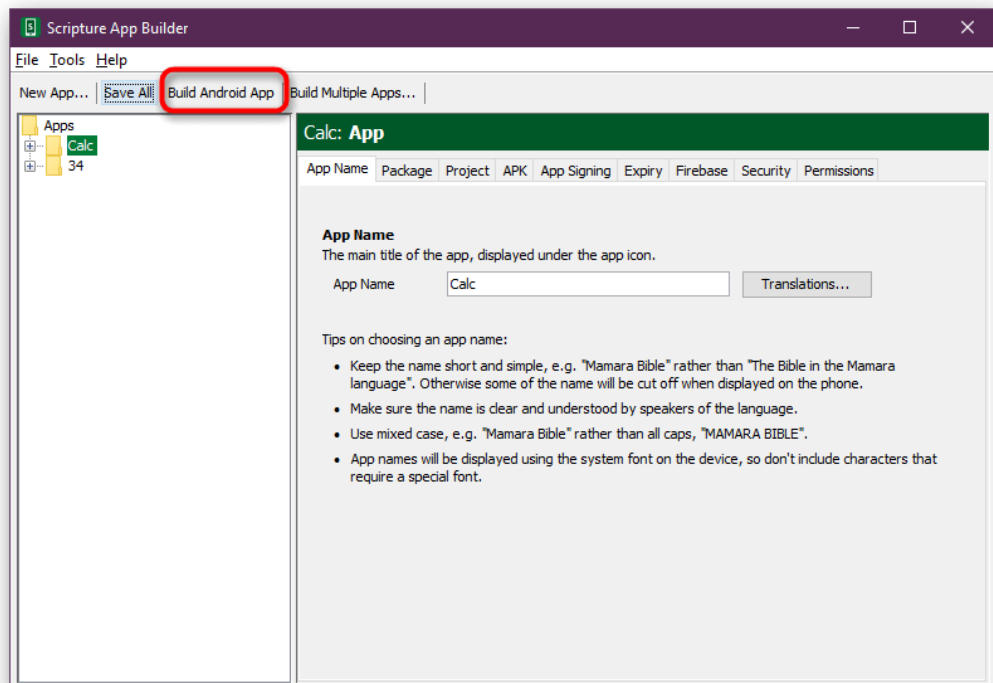 Scripture App Builder
File Tools Help
New App... Save All Build Android App Build Multiple Apps...
Apps
Calc
34
Calc: App
App Name Package Project APK App Signing Expiry Firebase Security Permissions
App Name
The main title of the app, displayed under the app icon.
App Name Calc Translations...
Tips on choosing an app name:
• Keep the name short and simple, e.g. "Mamara Bible" rather than "The Bible in the Mamara
language". Otherwise some of the name will be cut off when displayed on the phone.
• Make sure the name is clear and understood by speakers of the language.
• Use mixed case, e.g. "Mamara Bible" rather than all caps, "MAMARA BIBLE".
• App names will be displayed using the system font on the device, so don't include characters that
require a special font.